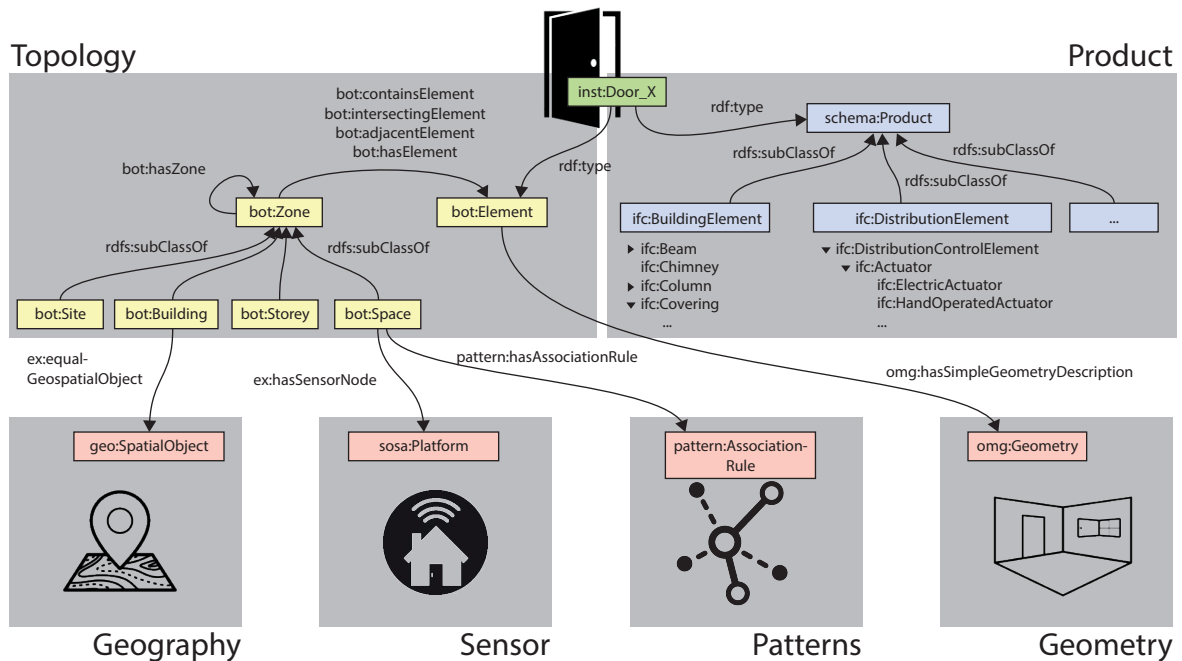 Topology
Product
inst:Door_X
bot:containsElement
bot:intersectingElement
bot:adjacentElement
bot:hasElement
rdf:type
schema:Product
bot:hasZone
rdf:type
rdfs:subClassOf
rdfs:subClassOf
rdfs:subClassOf
bot:Zone
bot:Element
ifc:BuildingElement
ifc:DistributionElement
...
rdfs:subClassOf
rdfs:subClassOf
ifc:Beam
ifc:Chimney
ifc:Column
ifc:Covering
...
ifc:DistributionControlElement
ifc:Actuator
ifc:ElectricActuator
ifc:HandOperatedActuator
...
bot:Site
bot:Building
bot:Storey
bot:Space
ex:equal-
GeospatialObject
ex:hasSensorNode
pattern:hasAssociationRule
omg:hasSimpleGeometryDescription
geo:SpatialObject
sosa:Platform
pattern:Association-
Rule
omg:Geometry
Geography
Sensor
Patterns
Geometry